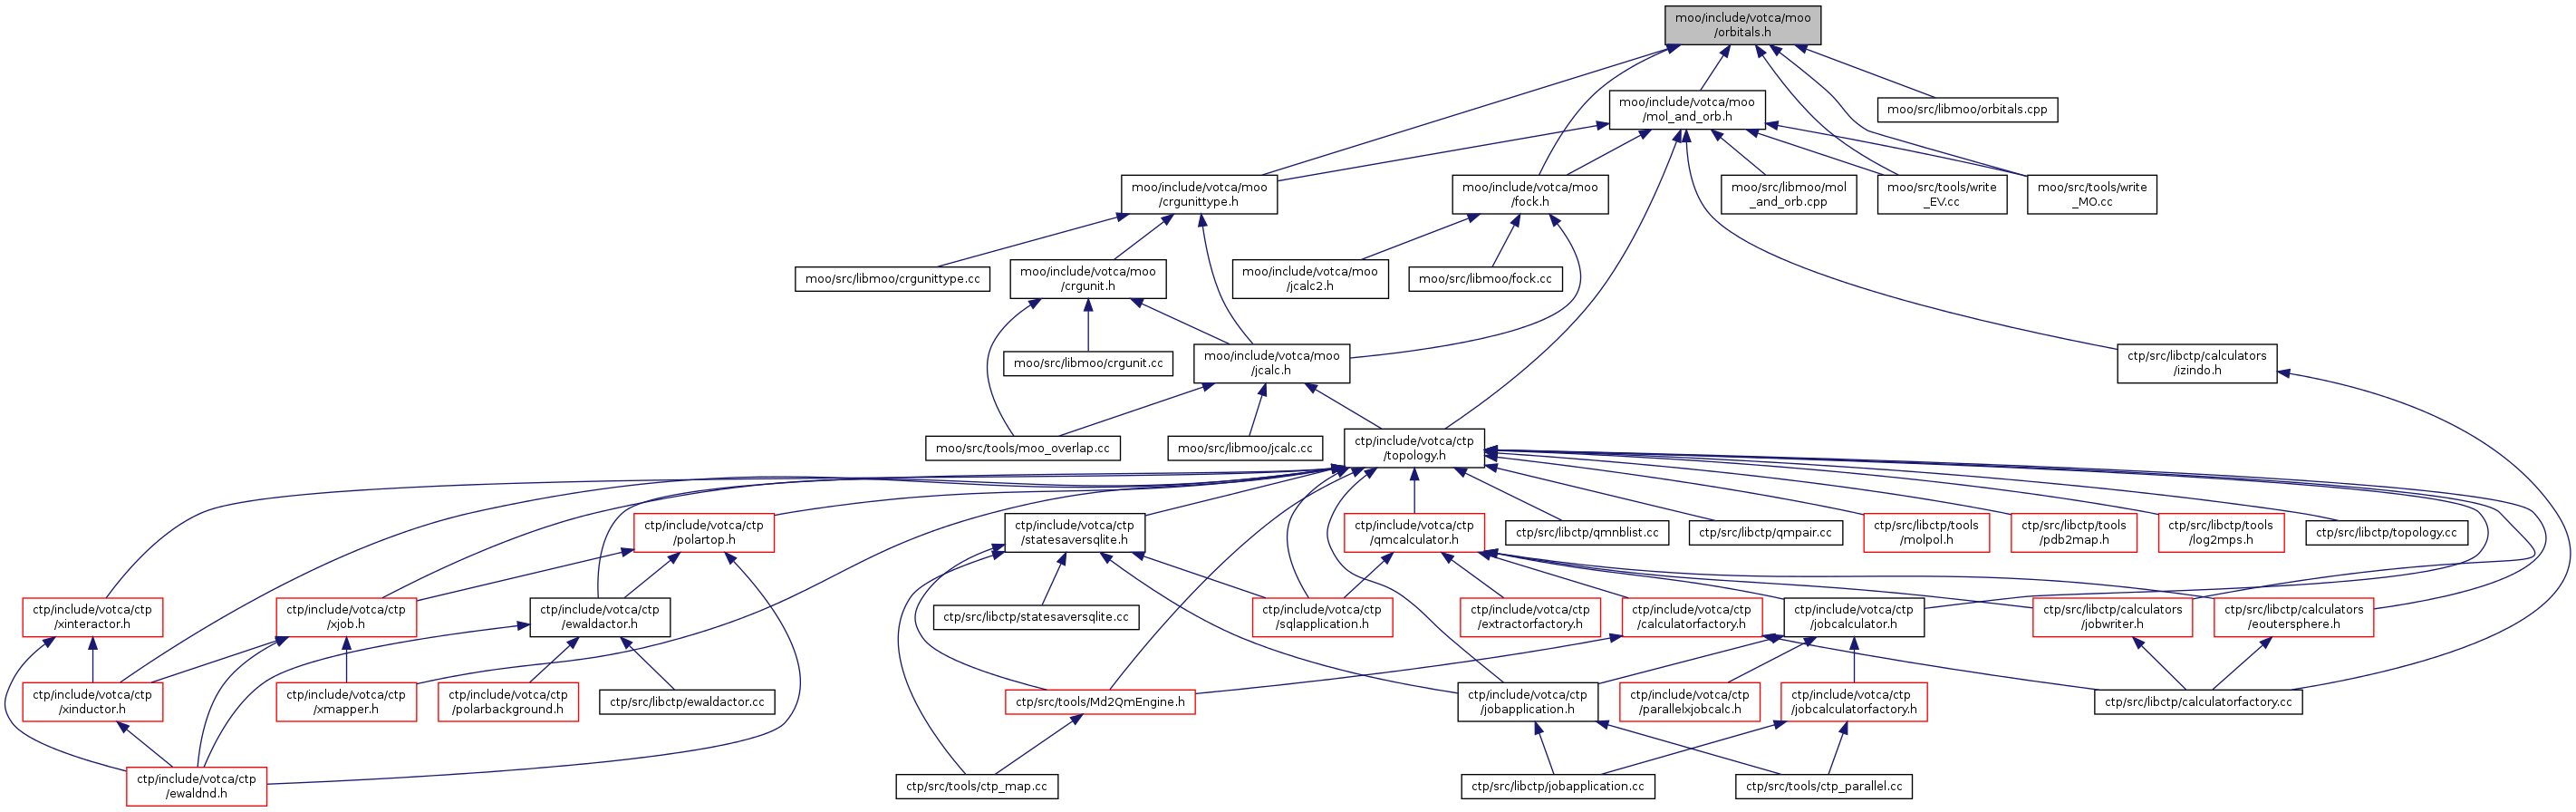 moo/include/votca/moo
/orbitals.h
moo/include/votca/moo
/mol_and_orb.h
moo/src/libmoo/orbitals.cpp
moo/include/votca/moo
/crgunittype.h
moo/include/votca/moo
/fock.h
moo/src/libmoo/mol
_and_orb.cpp
moo/src/tools/write
_EV.cc
moo/src/tools/write
_MO.cc
moo/src/libmoo/crgunittype.cc
moo/include/votca/moo
/crgunit.h
moo/include/votca/moo
/jcalc2.h
moo/src/libmoo/fock.cc
moo/src/libmoo/crgunit.cc
moo/include/votca/moo
/jcalc.h
ctp/src/libctp/calculators
/izindo.h
moo/src/tools/moo_overlap.cc
moo/src/libmoo/jcalc.cc
ctp/include/votca/ctp
/topology.h
ctp/include/votca/ctp
/polartop.h
ctp/include/votca/ctp
/statesaversqlite.h
ctp/include/votca/ctp
/qmcalculator.h
ctp/src/libctp/qmnblist.cc
ctp/src/libctp/qmpair.cc
ctp/src/libctp/tools
/molpol.h
ctp/src/libctp/tools
/pdb2map.h
ctp/src/libctp/tools
/log2mps.h
ctp/src/libctp/topology.cc
ctp/include/votca/ctp
/xinteractor.h
ctp/include/votca/ctp
/xjob.h
ctp/include/votca/ctp
/ewaldactor.h
ctp/src/libctp/statesaversqlite.cc
ctp/include/votca/ctp
/sqlapplication.h
ctp/include/votca/ctp
/extractorfactory.h
ctp/include/votca/ctp
/calculatorfactory.h
ctp/include/votca/ctp
/jobcalculator.h
ctp/src/libctp/calculators
/jobwriter.h
ctp/src/libctp/calculators
/eoutersphere.h
ctp/include/votca/ctp
/xinductor.h
ctp/include/votca/ctp
/xmapper.h
ctp/include/votca/ctp
/polarbackground.h
ctp/src/libctp/ewaldactor.cc
ctp/src/tools/Md2QmEngine.h
ctp/include/votca/ctp
/jobapplication.h
ctp/include/votca/ctp
/parallelxjobcalc.h
ctp/include/votca/ctp
/jobcalculatorfactory.h
ctp/src/libctp/calculatorfactory.cc
ctp/include/votca/ctp
/ewaldnd.h
ctp/src/tools/ctp_map.cc
ctp/src/libctp/jobapplication.cc
ctp/src/tools/ctp_parallel.cc